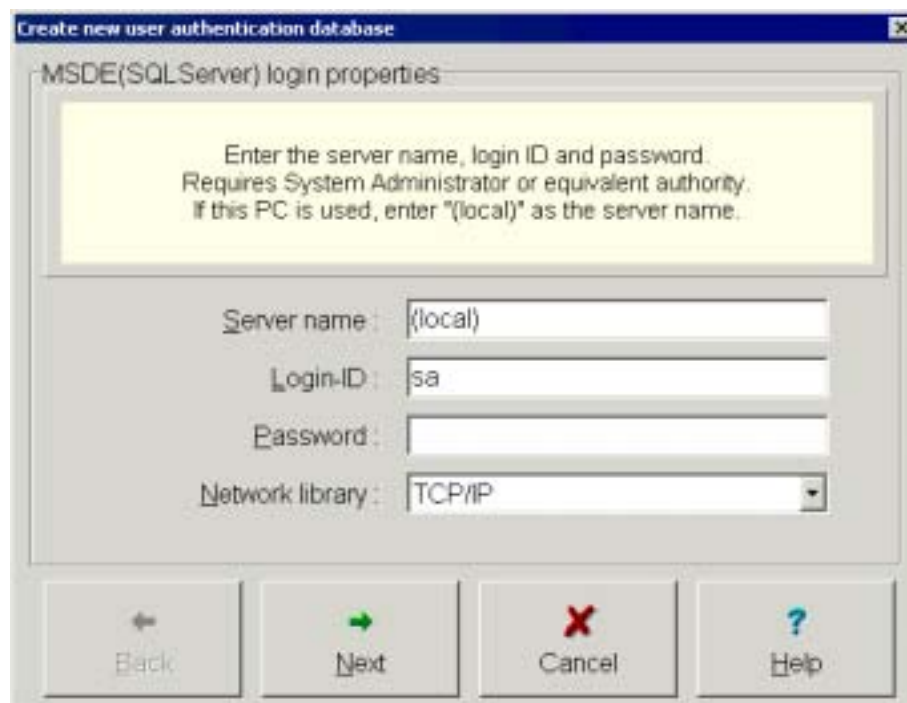 Create new user authentication database
MSDE(SQLServer) login properties
Enter the server name, login ID and password.
Requires System Administrator or equivalent authority.
If this PC is used, enter "(local)" as the server name.
Server name : (local)
Login-ID : sa
Password :
Network library : TCP/IP
Back Next Cancel Help